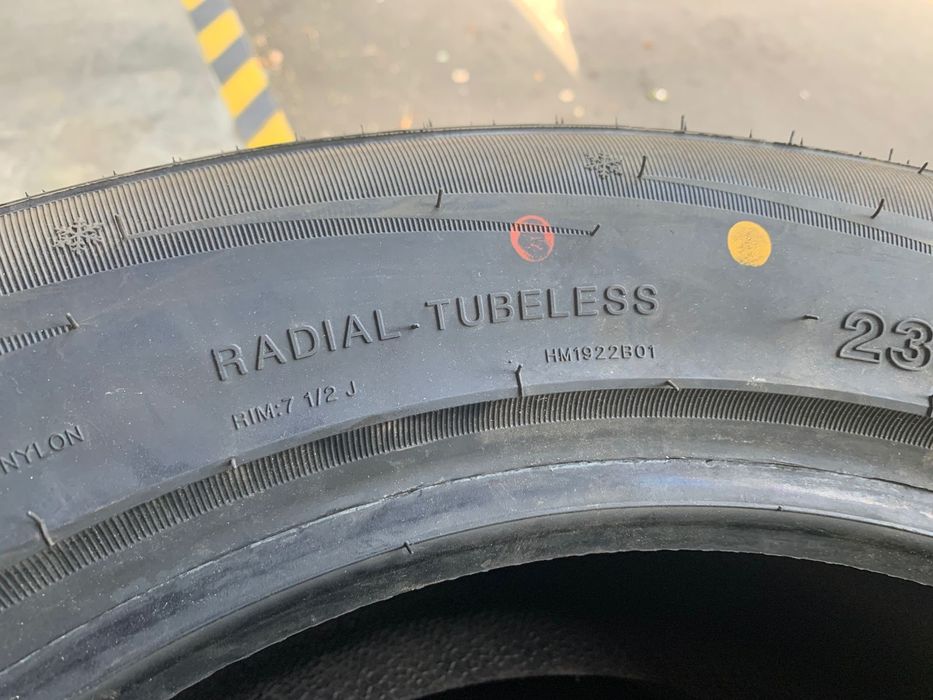 RADIAL TUBELESS
HM1922B01
RIM:7 1/2 J
NYLON
23